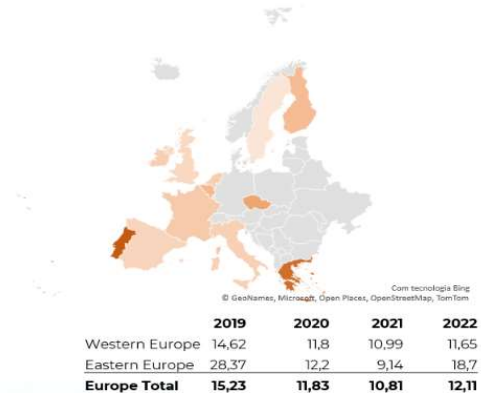 Com tecnologia Bing
© GeoNames, Microsoft, Open Places, OpenStreetMap, TomTom
2019 2020 2021 2022
Western Europe 14,62 11,8 10,99 11,65
Eastern Europe 28,37 12,2 9,14 18,7
Europe Total 15,23 11,83 10,81 12,11